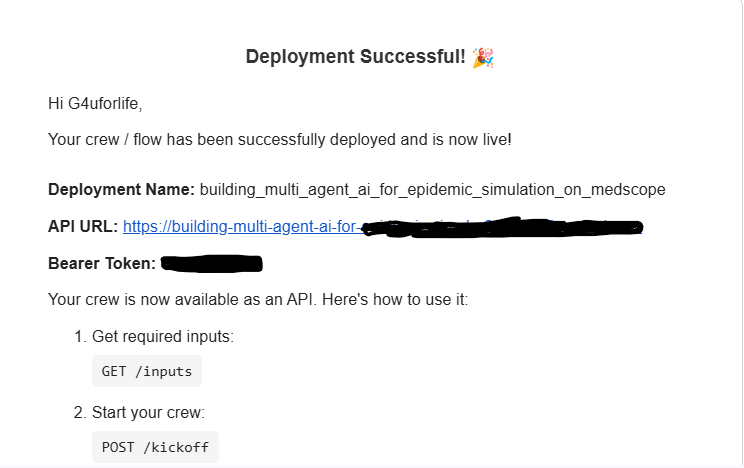 Deployment Successful! 🎉
Hi G4uforlife,
Your crew / flow has been successfully deployed and is now live!
Deployment Name: building_multi_agent_ai_for_epidemic_simulation_on_medscope
API URL: https://building-multi-agent-ai-for-
Bearer Token:
Your crew is now available as an API. Here's how to use it:
1. Get required inputs:
GET /inputs
2. Start your crew:
POST /kickoff